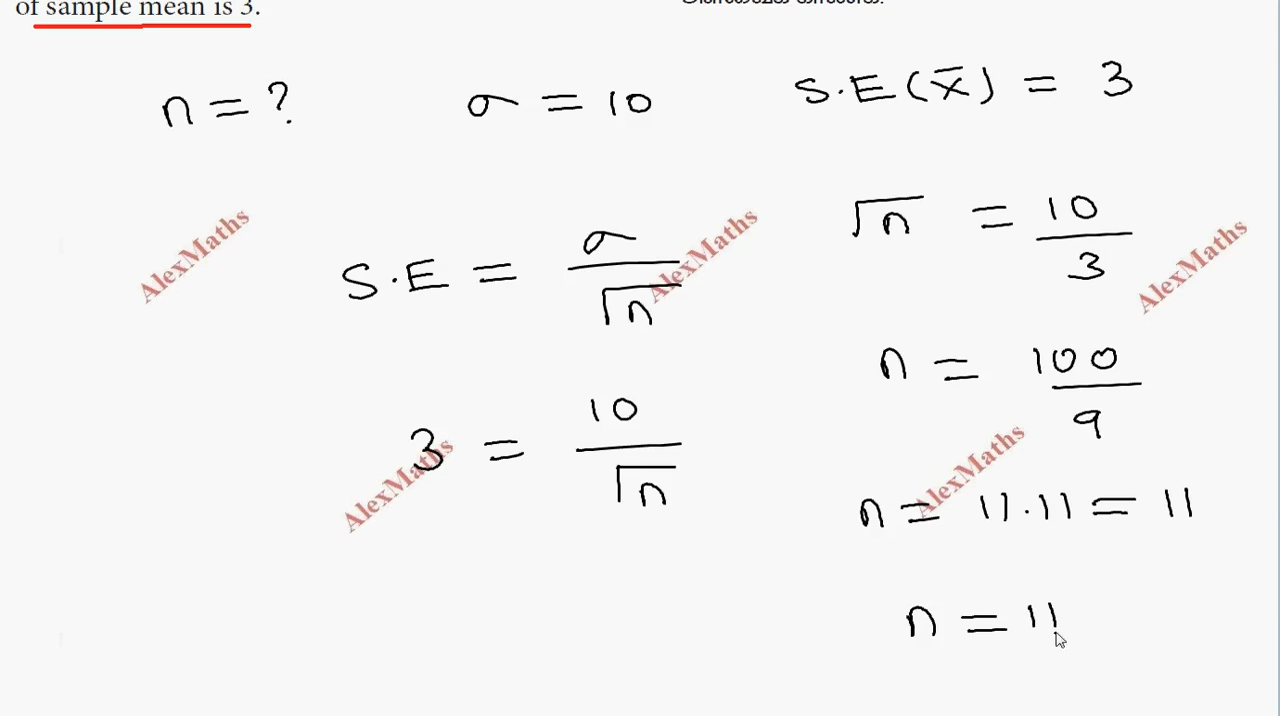 of sample mean is 3.
n = ?
σ = 10
S.E(x̄) = 3
S.E = σ/√n
3 = 10/√n
√n = 10/3
n = 100/9
n = 11.11 = 11
n = 11
AlexMaths
AlexMaths
AlexMaths
AlexMaths
AlexMaths